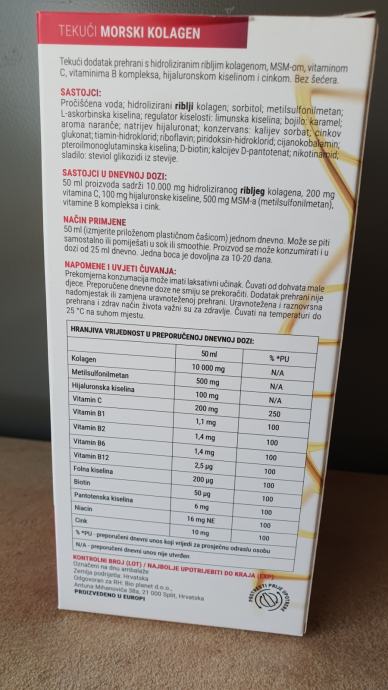 TEKUĆI MORSKI KOLAGEN
Tekući dodatak prehrani s hidroliziranim ribljim kolagenom, MSM-om, vitaminom
C, vitaminima B kompleksa, hijaluronskom kiselinom i cinkom. Bez šećera.
SASTOJCI:
Pročišćena voda; hidrolizirani riblji kolagen; sorbitol; metilsulfonilmetan;
L-askorbinska kiselina; regulator kiselosti: limunska kiselina; bojilo: karamel;
aroma naranče; natrijev hijaluronat; konzervans: kalijev sorbat; cinkov
glukonat; tiamin-hidroklorid; riboflavin; piridoksin-hidroklorid; cijanokobalamin;
pteroilmonoglutaminska kiselina; D-biotin; kalcijev D-pantotenat; nikotinamid;
sladilo: steviol glikozidi iz stevije.
SASTOJCI U DNEVNOJ DOZI:
50 ml proizvoda sadrži 10.000 mg hidroliziranog ribljeg kolagena, 200 mg
vitamina C, 100 mg hijaluronske kiseline, 500 mg MSM-a (metilsulfonilmetan),
vitamine B kompleksa i cink.
NAČIN PRIMJENE
50 ml (izmjerite priloženom plastičnom čašicom) jednom dnevno. Može se piti
samostalno ili pomiješati u sok ili smoothie. Proizvod se može konzumirati i u
dozi od 25 ml dnevno. Jedna boca je dovoljna za 10-20 dana.
NAPOMENE I UVJETI ČUVANJA:
Prekomjerna konzumacija može imati laksativni učinak. Čuvati od dohvata male
djece. Preporučene dnevne doze ne smiju se prekoračiti. Dodatak prehrani nije
nadomjestak ili zamjena uravnoteženoj prehrani. Uravnotežena i raznovrsna
prehrana i zdrav način života važni su za zdravlje. Čuvati na temperaturi do
25 °C na suhom mjestu.
HRANJIVA VRIJEDNOST U PREPORUČENOJ DNEVNOJ DOZI:
50 ml % *PU
Kolagen 10 000 mg N/A
Metilsulfonilmetan 500 mg N/A
Hijaluronska kiselina 100 mg N/A
Vitamin C 200 mg 250
Vitamin B1 1,1 mg 100
Vitamin B2 1,4 mg 100
Vitamin B6 1,4 mg 100
Vitamin B12 2,5 µg 100
Folna kiselina 200 µg 100
Biotin 50 µg 100
Pantotenska kiselina 6 mg 100
Niacin 16 mg NE 100
Cink 10 mg 100
% *PU - preporučeni dnevni unos koji vrijedi za prosječnu odraslu osobu
N/A - preporučeni dnevni unos nije utvrđen
KONTROLNI BROJ (LOT) / NAJBOLJE UPOTRIJEBITI DO KRAJA (EXP):
Označeni na dnu ambalaže
Zemlja podrijetla: Hrvatska
Odgovoran za RH: Bio planet d.o.o.,
Antuna Mihanovića 38a, 21 000 Split, Hrvatska
PROIZVEDENO U EUROPI
PROTRESTI PRIJE UPOTREBE